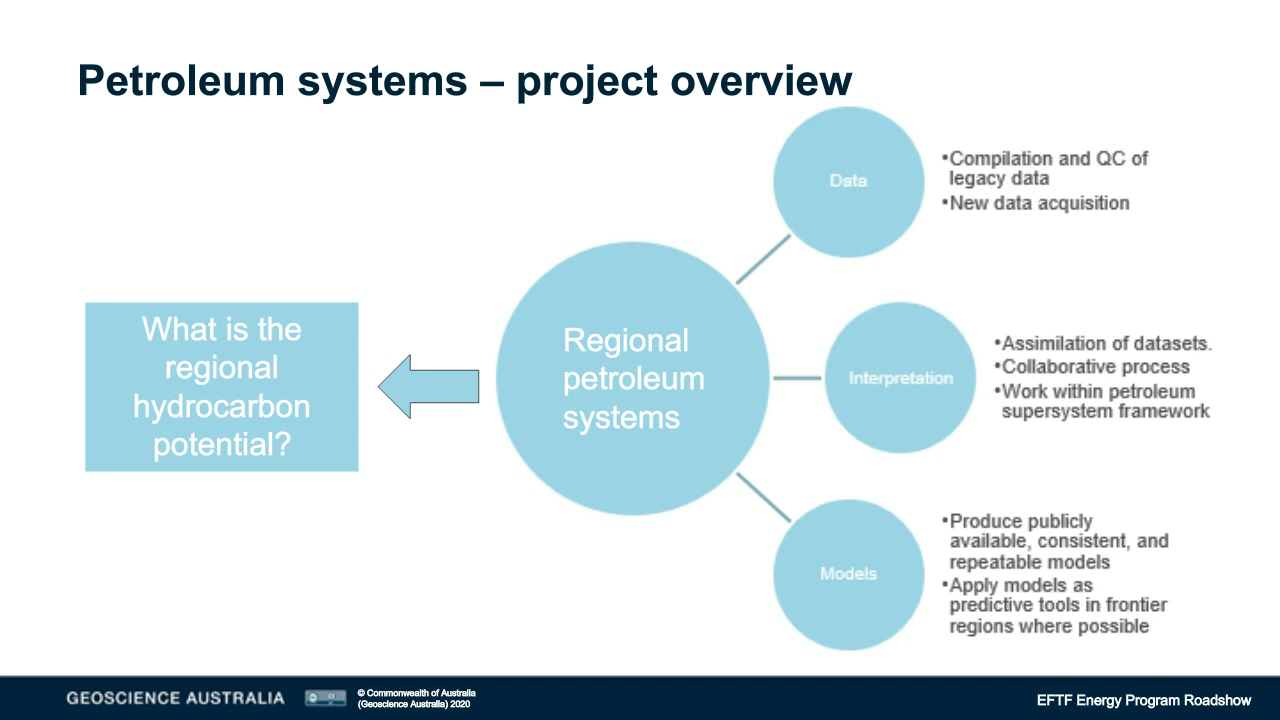 Petroleum systems – project overview
Data
•Compilation and QC of
legacy data
•New data acquisition
What is the
regional
hydrocarbon
potential?
Regional
petroleum
systems
Interpretation
•Assimilation of datasets.
•Collaborative process
•Work within petroleum
supersystem framework
Models
•Produce publicly
available, consistent, and
repeatable models
•Apply models as
predictive tools in frontier
regions where possible
GEOSCIENCE AUSTRALIA
© Commonwealth of Australia
(Geoscience Australia) 2020
EFTF Energy Program Roadshow